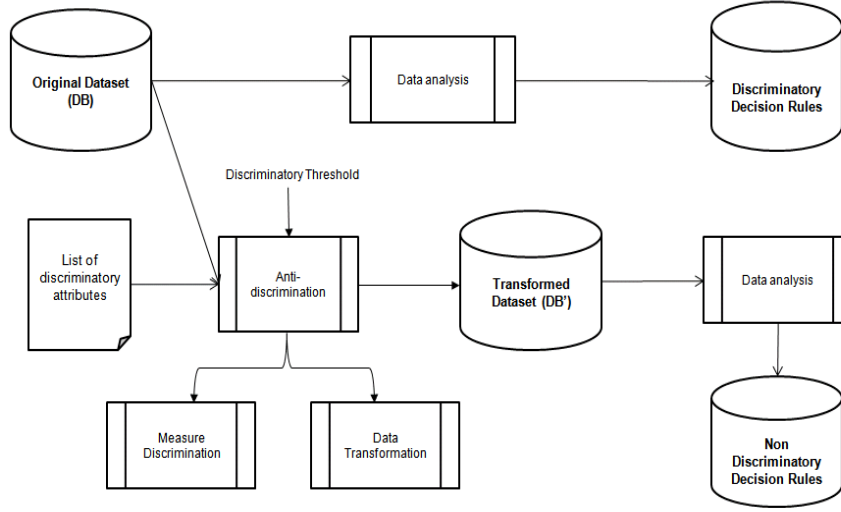 Original Dataset
(DB)
Data analysis
Discriminatory
Decision Rules
Discriminatory Threshold
List of
discriminatory
attributes
Anti-
discrimination
Transformed
Dataset (DB')
Data analysis
Measure
Discrimination
Data
Transformation
Non
Discriminatory
Decision Rules